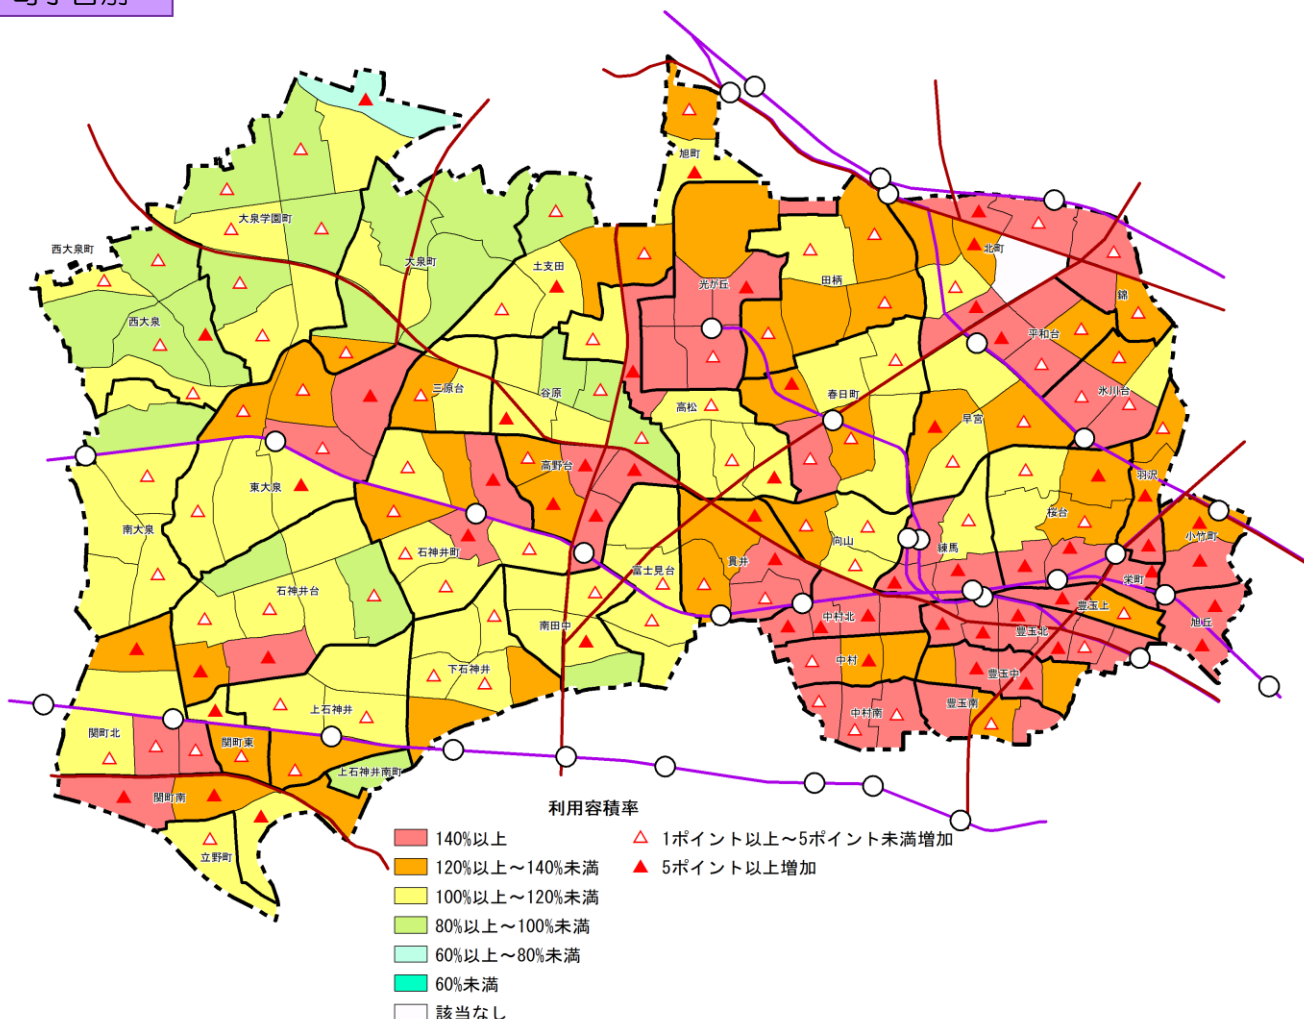 町丁目別
旭町
大泉学園町
西大泉町
大泉町
土支田
光が丘
田柄
北町
錦
西大泉
平和台
三原台
谷原
高松
春日町
氷川台
早宮
高野台
羽沢
東大泉
南大泉
桜台
小竹町
石神井町
向山
練馬
貫井
富士見台
栄町
石神井台
豊玉上
中村北
旭丘
南田中
豊玉北
下石神井
中村
豊玉中
上石神井
豊玉南
中村南
関町北
関町東
上石神井南町
関町南
立野町
利用容積率
140%以上
1ポイント以上～5ポイント未満増加
120%以上～140%未満
5ポイント以上増加
100%以上～120%未満
80%以上～100%未満
60%以上～80%未満
60%未満
該当なし